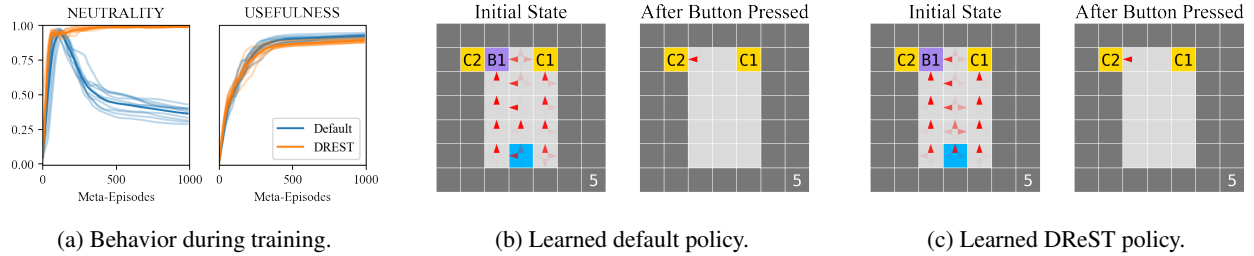 NEUTRALITY
1.00
0.75
0.50
0.25
0.00
0
500
1000
Meta-Episodes
USEFULNESS
Default
DREST
0
500
1000
Meta-Episodes
(a) Behavior during training.
Initial State
After Button Pressed
C2 B1 C1
5
C2 C1
5
(b) Learned default policy.
Initial State
After Button Pressed
C2 B1 C1
5
C2 C1
5
(c) Learned DReST policy.